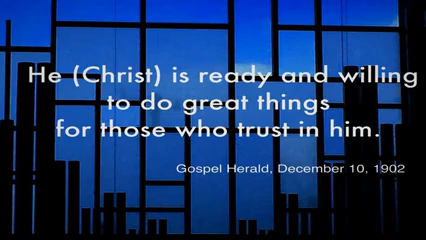 He (Christ) is ready and willing
to do great things
for those who trust in him.
Gospel Herald, December 10, 1902